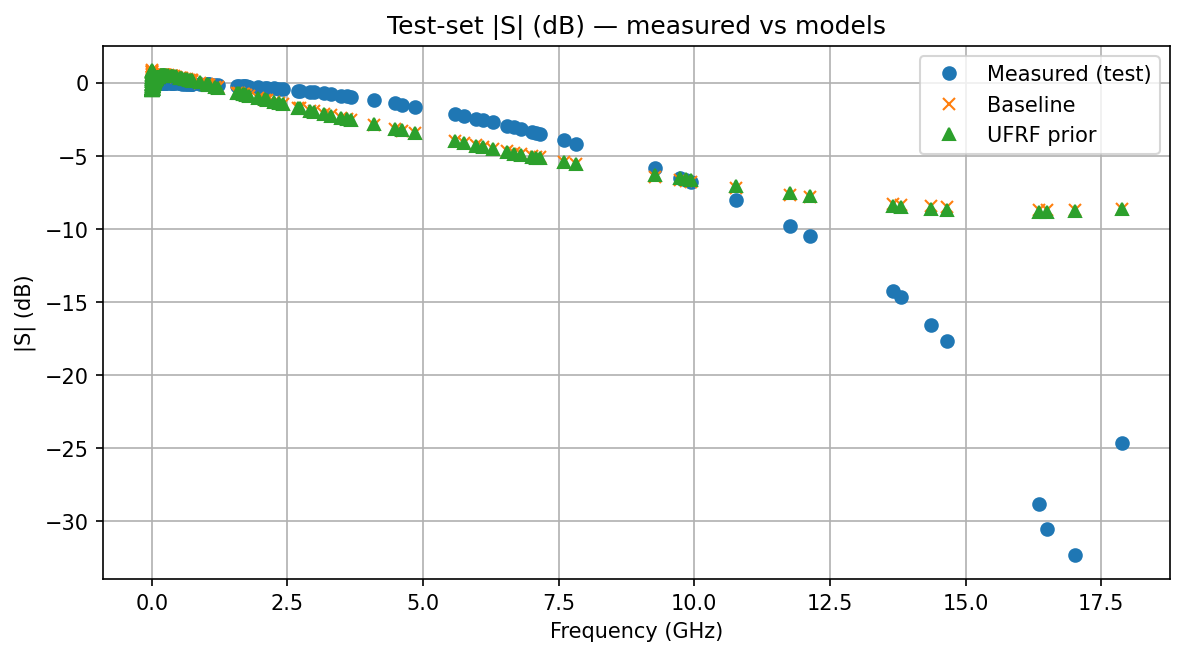 Test-set |S| (dB) — measured vs models
Measured (test)
Baseline
UFRF prior
|S| (dB)
0
−5
−10
−15
−20
−25
−30
0.0 2.5 5.0 7.5 10.0 12.5 15.0 17.5
Frequency (GHz)